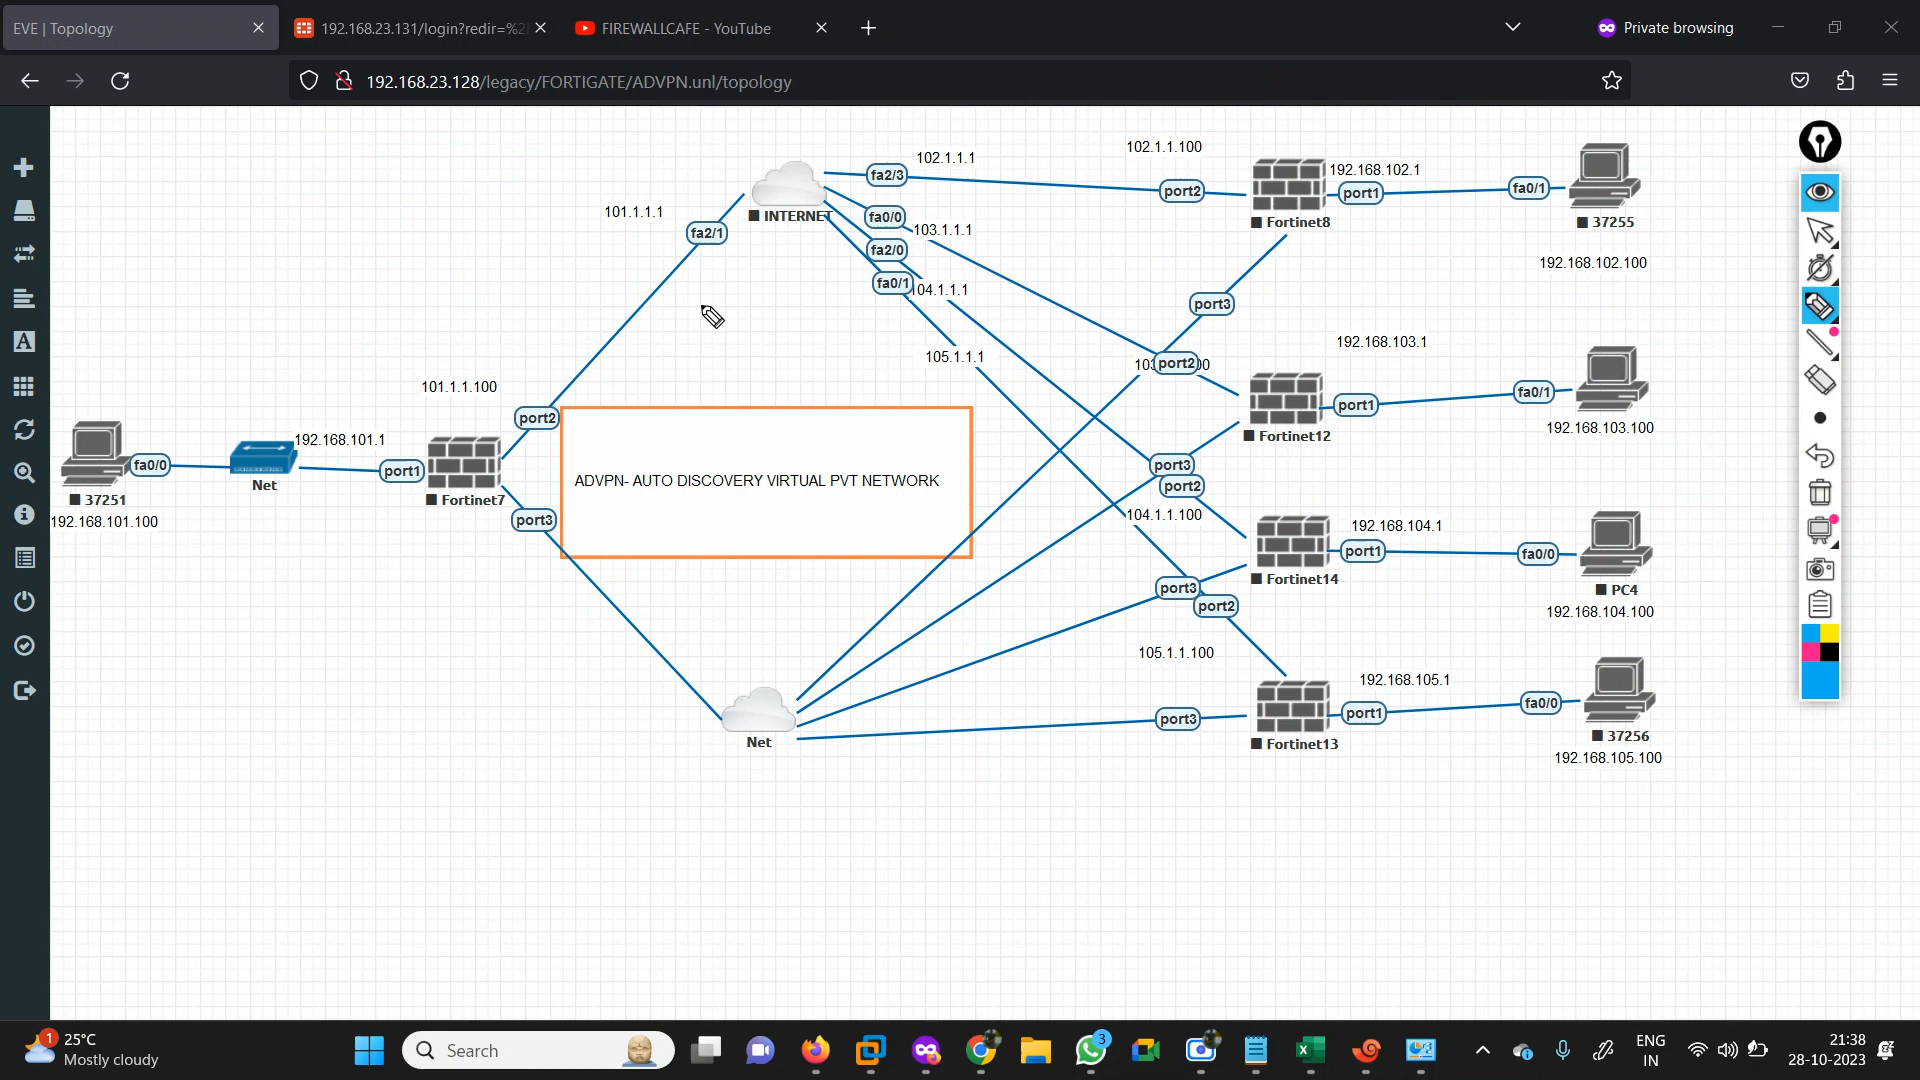 EVE | Topology
192.168.23.131/login?redir=%2
FIREWALLCAFE - YouTube
Private browsing
192.168.23.128/legacy/FORTIGATE/ADVPN.unl/topology
102.1.1.100
102.1.1.1
fa2/3
port2
192.168.102.1
port1
fa0/1
101.1.1.1
INTERNET
fa0/0
Fortinet8
37255
fa2/1
103.1.1.1
fa2/0
192.168.102.100
fa0/1
104.1.1.1
port3
192.168.103.1
105.1.1.1
port2
101.1.1.100
fa0/1
port1
port2
192.168.103.100
Fortinet12
192.168.101.1
fa0/0
port1
Net
port3
ADVPN- AUTO DISCOVERY VIRTUAL PVT NETWORK
port2
37251
Fortinet7
192.168.101.100
port3
104.1.1.100
192.168.104.1
port1
fa0/0
Fortinet14
port3
PC4
port2
192.168.104.100
105.1.1.100
192.168.105.1
port1
fa0/0
port3
37256
Net
Fortinet13
192.168.105.100
A
1
25°C
Mostly cloudy
Search
3
ENG
IN
21:38
28-10-2023